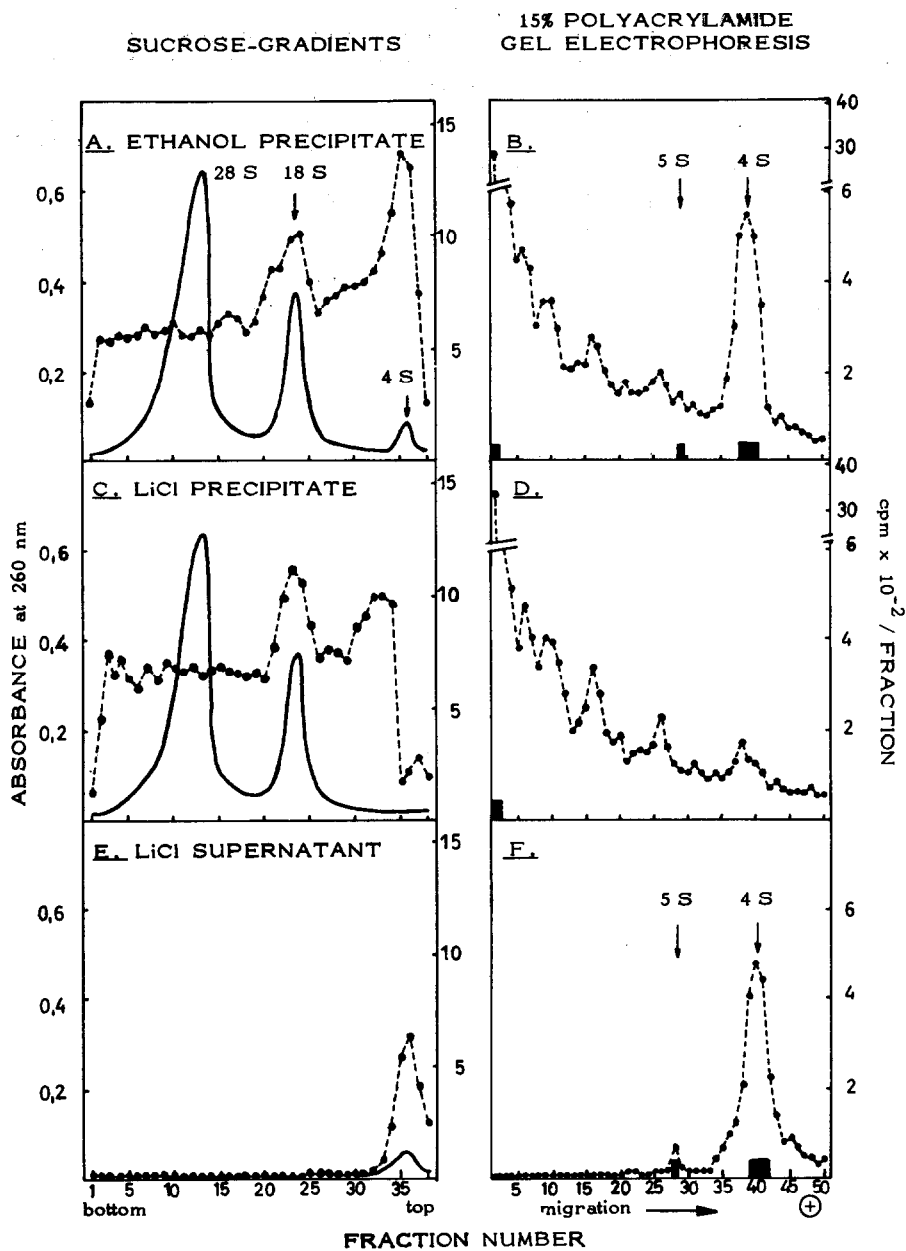 SUCROSE-GRADIENTS
15% POLYACRYLAMIDE
GEL ELECTROPHORESIS
A. ETHANOL PRECIPITATE
28 S
18 S
4 S
0,6
0,4
0,2
15
10
5
B.
5 S
4 S
40
30
6
4
2
C. LiCl PRECIPITATE
0,6
0,4
0,2
15
10
5
D.
40
30
6
4
2
E. LiCl SUPERNATANT
0,6
0,4
0,2
15
10
5
F.
5 S
4 S
6
4
2
ABSORBANCE at 260 nm
cpm x 10-2 / FRACTION
1 10 15 20 25 30 35
bottom top
5 10 15 20 25 30 35 40 45 50
migration +
FRACTION NUMBER